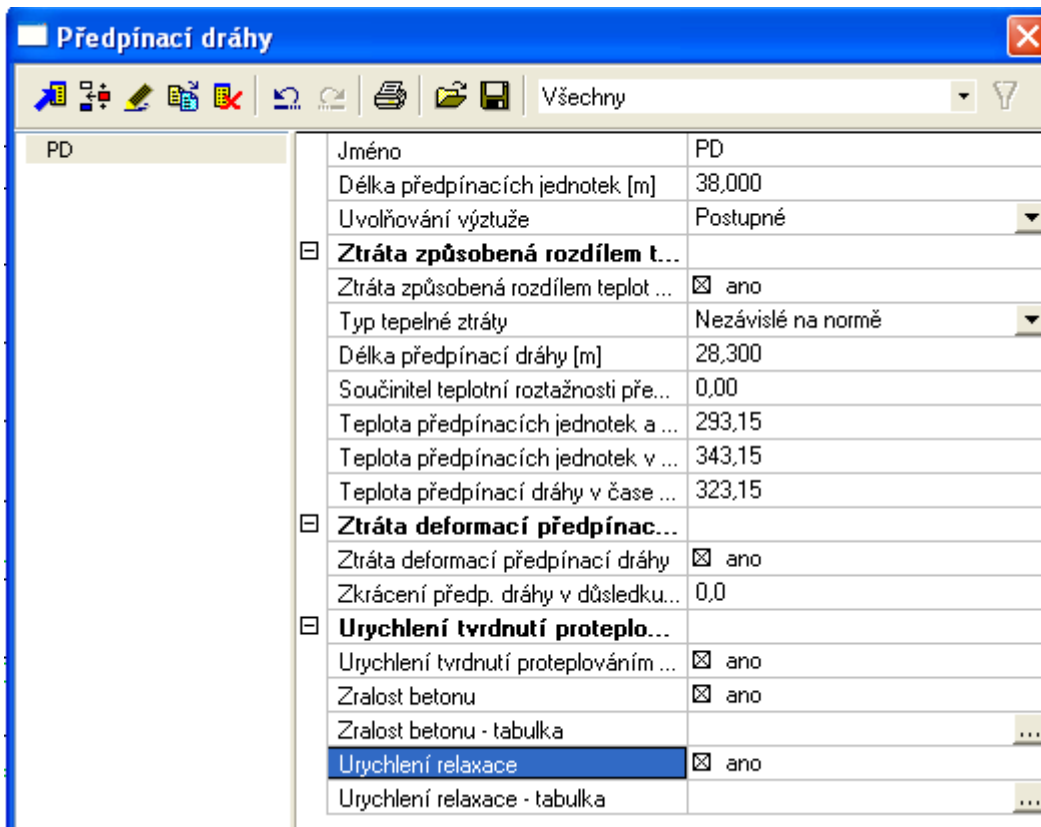 Předpínací dráhy
Všechny
PD
Jméno PD
Délka předpínacích jednotek [m] 38,000
Uvolňování výztuže Postupné
Ztráta způsobená rozdílem t...
Ztráta způsobená rozdílem teplot ... ano
Typ tepelné ztráty Nezávislé na normě
Délka předpínací dráhy [m] 28,300
Součinitel teplotní roztažnosti pře... 0,00
Teplota předpínacích jednotek a ... 293,15
Teplota předpínacích jednotek v ... 343,15
Teplota předpínací dráhy v čase ... 323,15
Ztráta deformací předpínac...
Ztráta deformací předpínací dráhy ano
Zkrácení předp. dráhy v důsledku... 0,0
Urychlení tvrdnutí proteplo...
Urychlení tvrdnutí proteplováním ... ano
Zralost betonu ano
Zralost betonu - tabulka ...
Urychlení relaxace ano
Urychlení relaxace - tabulka ...